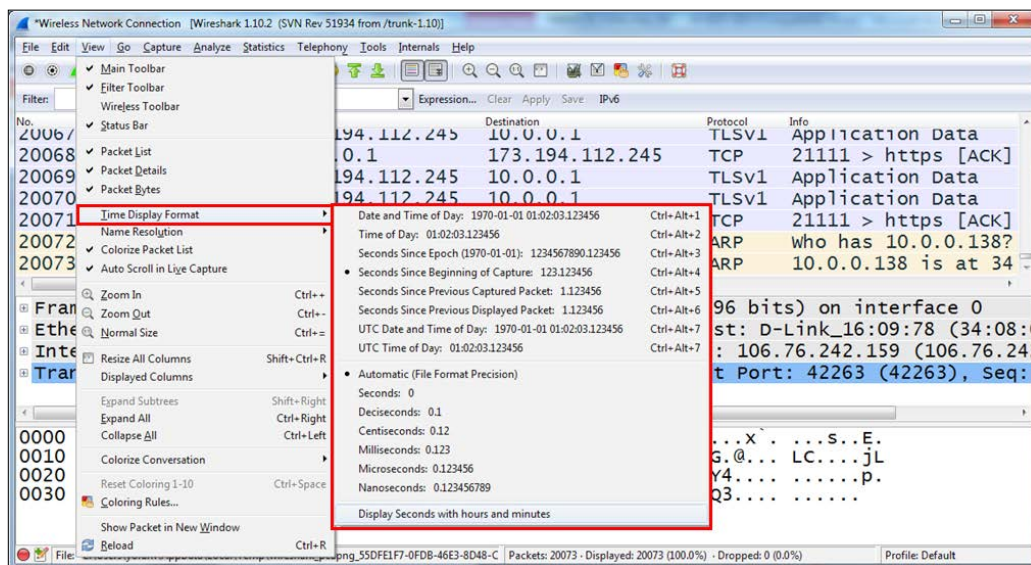 *Wireless Network Connection [Wireshark 1.10.2 (SVN Rev 51934 from /trunk-1.10)]
File Edit View Go Capture Analyze Statistics Telephony Tools Internals Help
Filter: Expression... Clear Apply Save IPv6
No. Destination Protocol Info
20067 194.112.245 10.0.0.1 TLSv1 Application Data
20068 .0.1 173.194.112.245 TCP 21111 > https [ACK]
20069 194.112.245 10.0.0.1 TLSv1 Application Data
20070 194.112.245 10.0.0.1 TLSv1 Application Data
20071 TCP 21111 > https [ACK]
20072 ARP Who has 10.0.0.138?
20073 ARP 10.0.0.138 is at 34
Main Toolbar
Filter Toolbar
Wireless Toolbar
Status Bar
Packet List
Packet Details
Packet Bytes
Time Display Format
Name Resolution
Colorize Packet List
Auto Scroll in Live Capture
Zoom In Ctrl++
Zoom Out Ctrl+-
Normal Size Ctrl+=
Resize All Columns Shift+Ctrl+R
Displayed Columns
Expand Subtrees Shift+Right
Expand All Ctrl+Right
Collapse All Ctrl+Left
Colorize Conversation
Reset Coloring 1-10 Ctrl+Space
Coloring Rules...
Show Packet in New Window
Reload Ctrl+R
Date and Time of Day: 1970-01-01 01:02:03.123456 Ctrl+Alt+1
Time of Day: 01:02:03.123456 Ctrl+Alt+2
Seconds Since Epoch (1970-01-01): 1234567890.123456 Ctrl+Alt+3
Seconds Since Beginning of Capture: 123.123456 Ctrl+Alt+4
Seconds Since Previous Captured Packet: 1.123456 Ctrl+Alt+5
Seconds Since Previous Displayed Packet: 1.123456 Ctrl+Alt+6
UTC Date and Time of Day: 1970-01-01 01:02:03.123456 Ctrl+Alt+7
UTC Time of Day: 01:02:03.123456 Ctrl+Alt+7
Automatic (File Format Precision)
Seconds: 0
Deciseconds: 0.1
Centiseconds: 0.12
Milliseconds: 0.123
Microseconds: 0.123456
Nanoseconds: 0.123456789
Display Seconds with hours and minutes
Fram 96 bits) on interface 0
Ethe st: D-Link_16:09:78 (34:08:
Inte : 106.76.242.159 (106.76.24
Tran t Port: 42263 (42263), Seq:
0000 ...x`. ...s..E.
0010 G.@... LC....jL
0020 Y4.... ......p.
0030 Q3.... ......
File: png_55DFE1F7-0FDB-46E3-8D48-C Packets: 20073 · Displayed: 20073 (100.0%) · Dropped: 0 (0.0%) Profile: Default